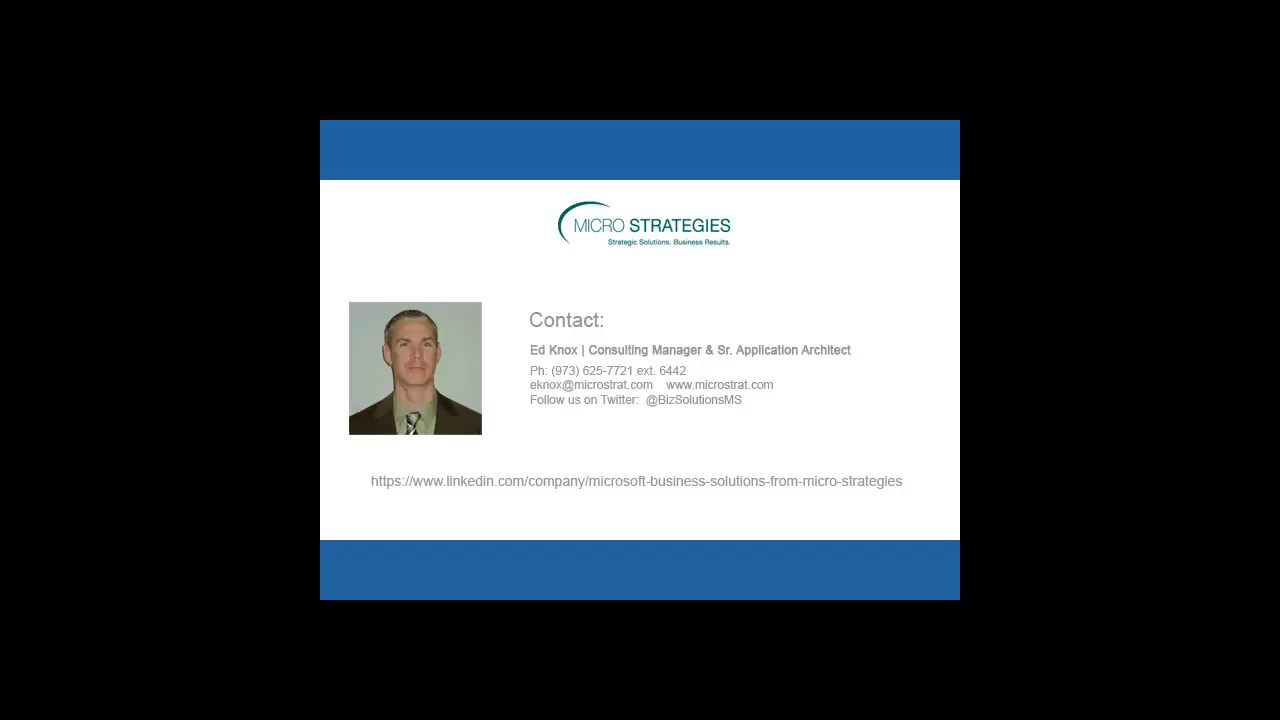 MICRO STRATEGIES
Strategic Solutions. Business Results.
Contact:
Ed Knox | Consulting Manager & Sr. Application Architect
Ph: (973) 625-7721 ext. 6442
eknox@microstrat.com www.microstrat.com
Follow us on Twitter: @BizSolutionsMS
https://www.linkedin.com/company/microsoft-business-solutions-from-micro-strategies